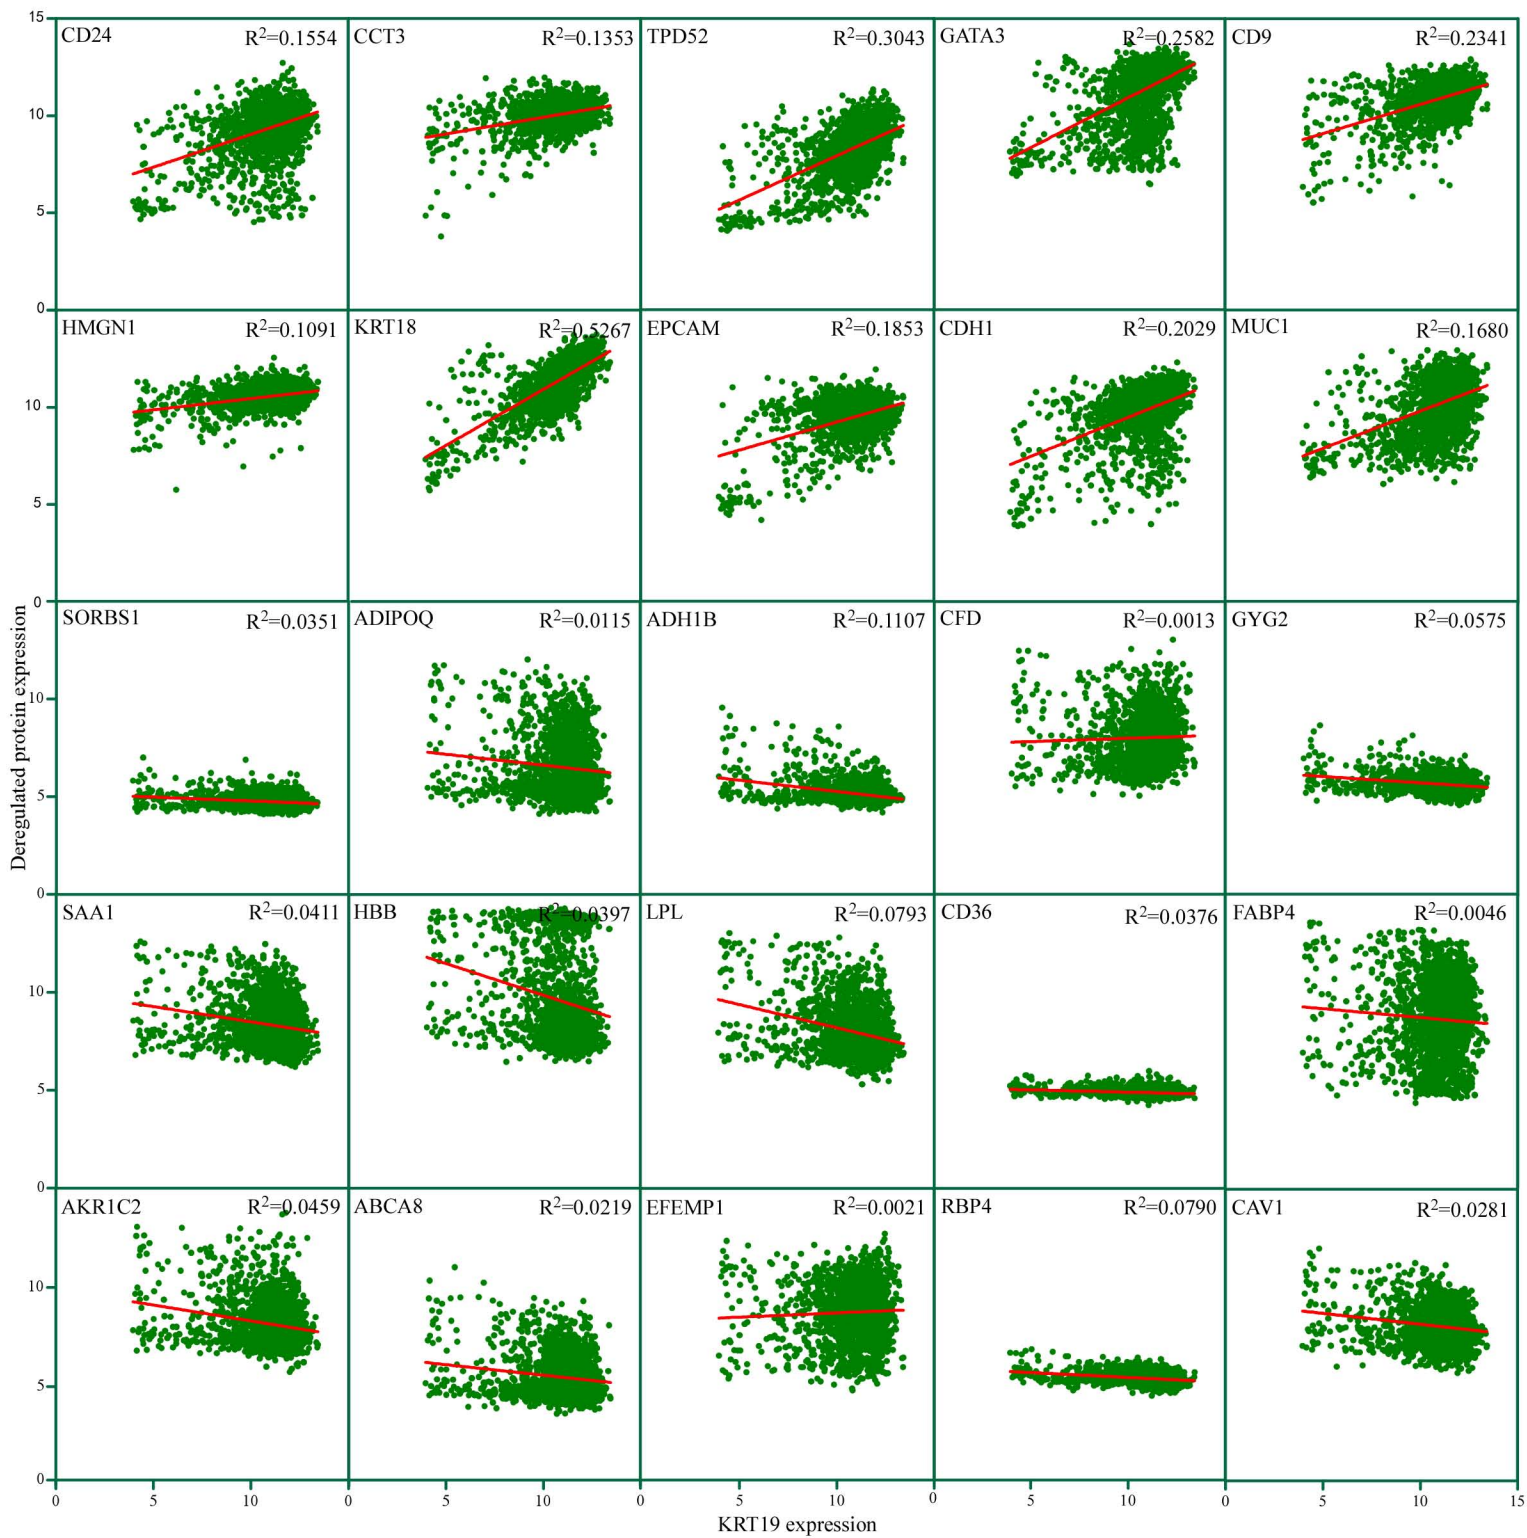 15
CD24 R²=0.1554 CCT3 R²=0.1353 TPD52 R²=0.3043 GATA3 R²=0.2582 CD9 R²=0.2341
10
5
0
HMGN1 R²=0.1091 KRT18 R²=0.5267 EPCAM R²=0.1853 CDH1 R²=0.2029 MUC1 R²=0.1680
10
5
0
SORBS1 R²=0.0351 ADIPOQ R²=0.0115 ADH1B R²=0.1107 CFD R²=0.0013 GYG2 R²=0.0575
10
5
0
Deregulated protein expression
SAA1 R²=0.0411 HBB R²=0.0397 LPL R²=0.0793 CD36 R²=0.0376 FABP4 R²=0.0046
10
5
0
AKR1C2 R²=0.0459 ABCA8 R²=0.0219 EFEMP1 R²=0.0021 RBP4 R²=0.0790 CAV1 R²=0.0281
10
5
0
0 5 10 0 5 10 0 5 10 0 5 10 0 5 10 15
KRT19 expression